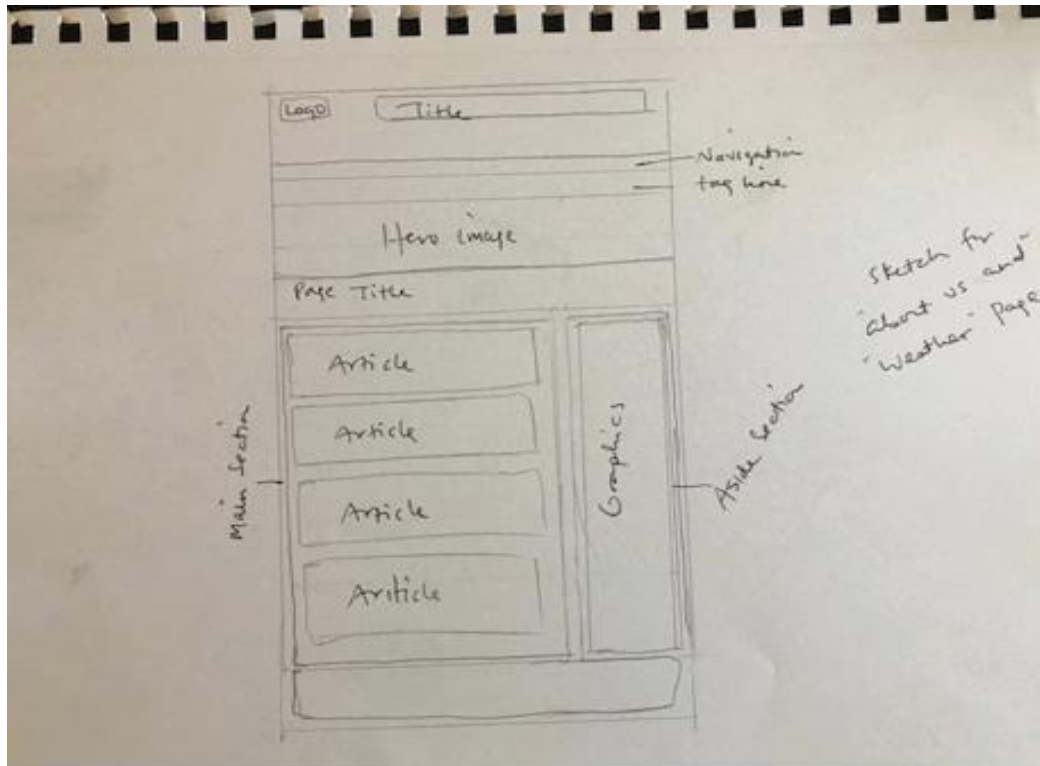 Logo
Title
Navigation
tag line
Hero image
Page Title
Article
Article
Article
Ariticle
Graphics
Main Section
Aside Section
Sketch for
"about us and"
"weather" page